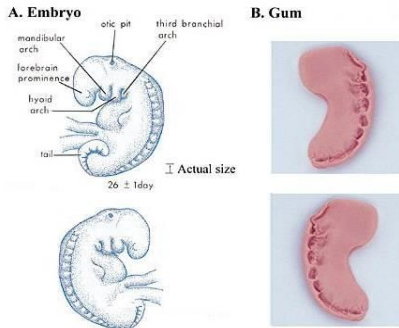 A. Embryo
B. Gum
otic pit
third branchial
arch
mandibular
arch
forebrain
prominence
hyoid
arch
tail
Actual size
26 ± 1day